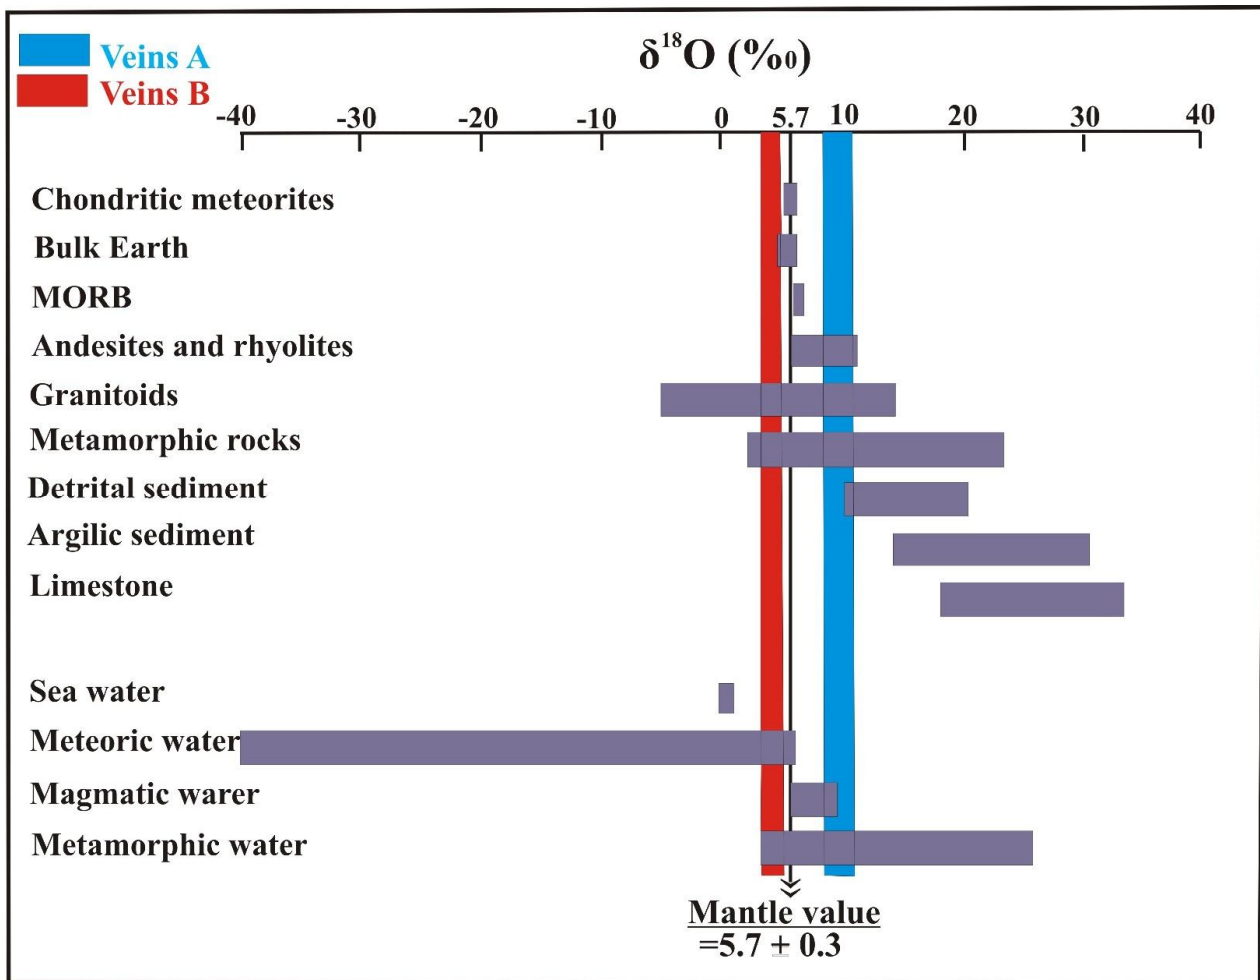 Veins A
Veins B
δ¹⁸O (‰)
-40 -30 -20 -10 0 5.7 10 20 30 40
Chondritic meteorites
Bulk Earth
MORB
Andesites and rhyolites
Granitoids
Metamorphic rocks
Detrital sediment
Argilic sediment
Limestone
Sea water
Meteoric water
Magmatic warer
Metamorphic water
Mantle value
=5.7 ± 0.3